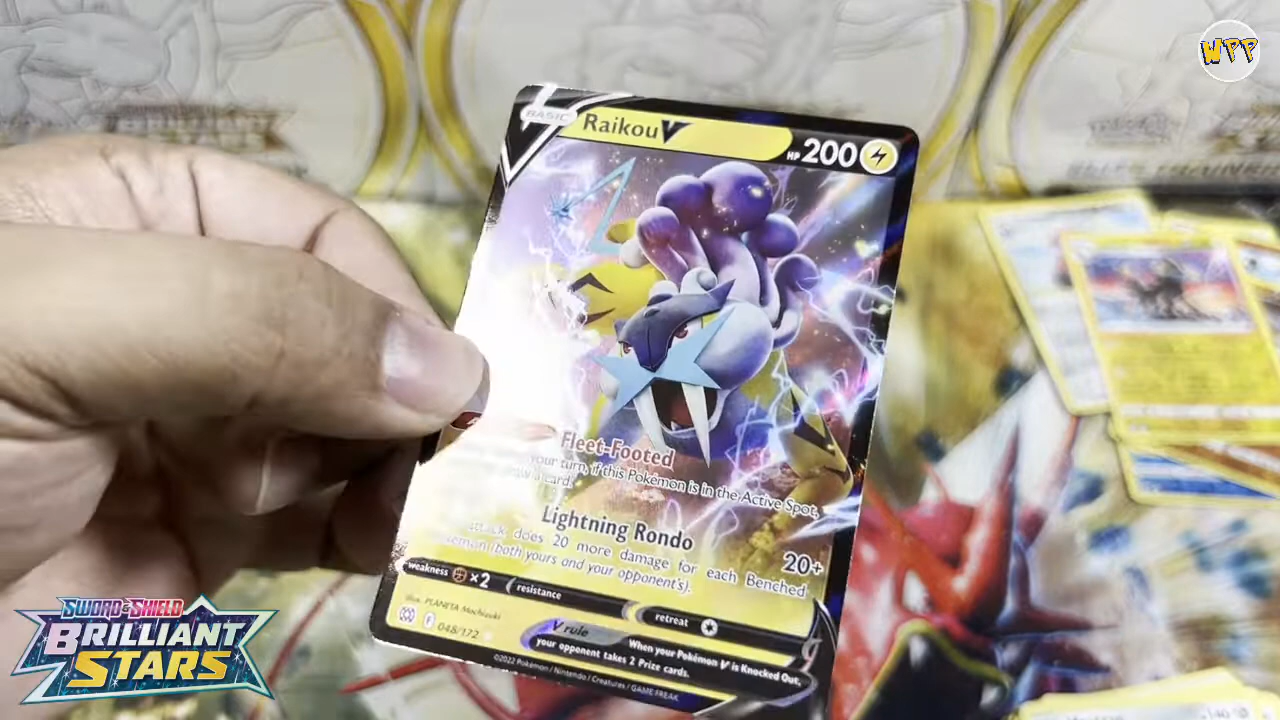 WPP
BASIC
Raikou V
HP 200
Fleet-Footed
your turn, if this Pokémon is in the Active Spot,
a card.
Lightning Rondo
20+
attack does 20 more damage for each Benched
(both yours and your opponent's).
weakness ×2
resistance
retreat
Illus. PLANETA Mochizuki
F 048/172
V rule
When your Pokémon V is Knocked Out,
your opponent takes 2 Prize cards.
©2022 Pokémon / Nintendo / Creatures / GAME FREAK
SWORD & SHIELD
BRILLIANT
STARS